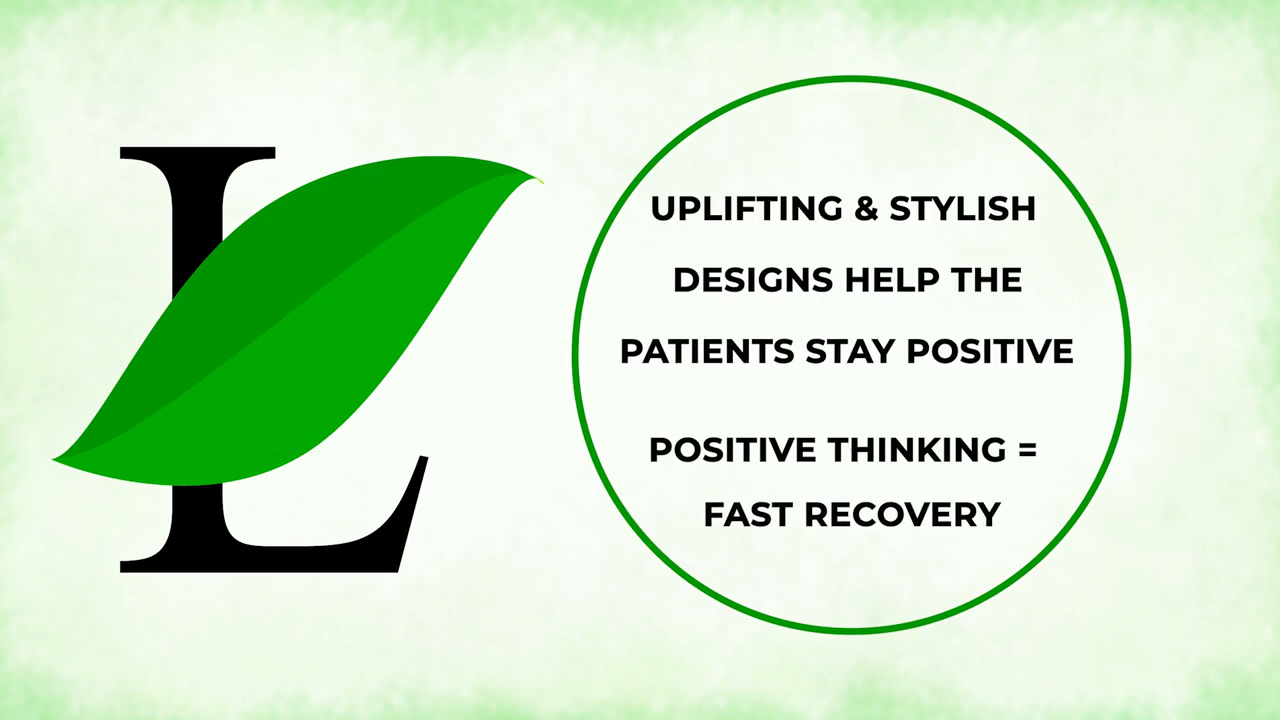 L
UPLIFTING & STYLISH
DESIGNS HELP THE
PATIENTS STAY POSITIVE
POSITIVE THINKING =
FAST RECOVERY